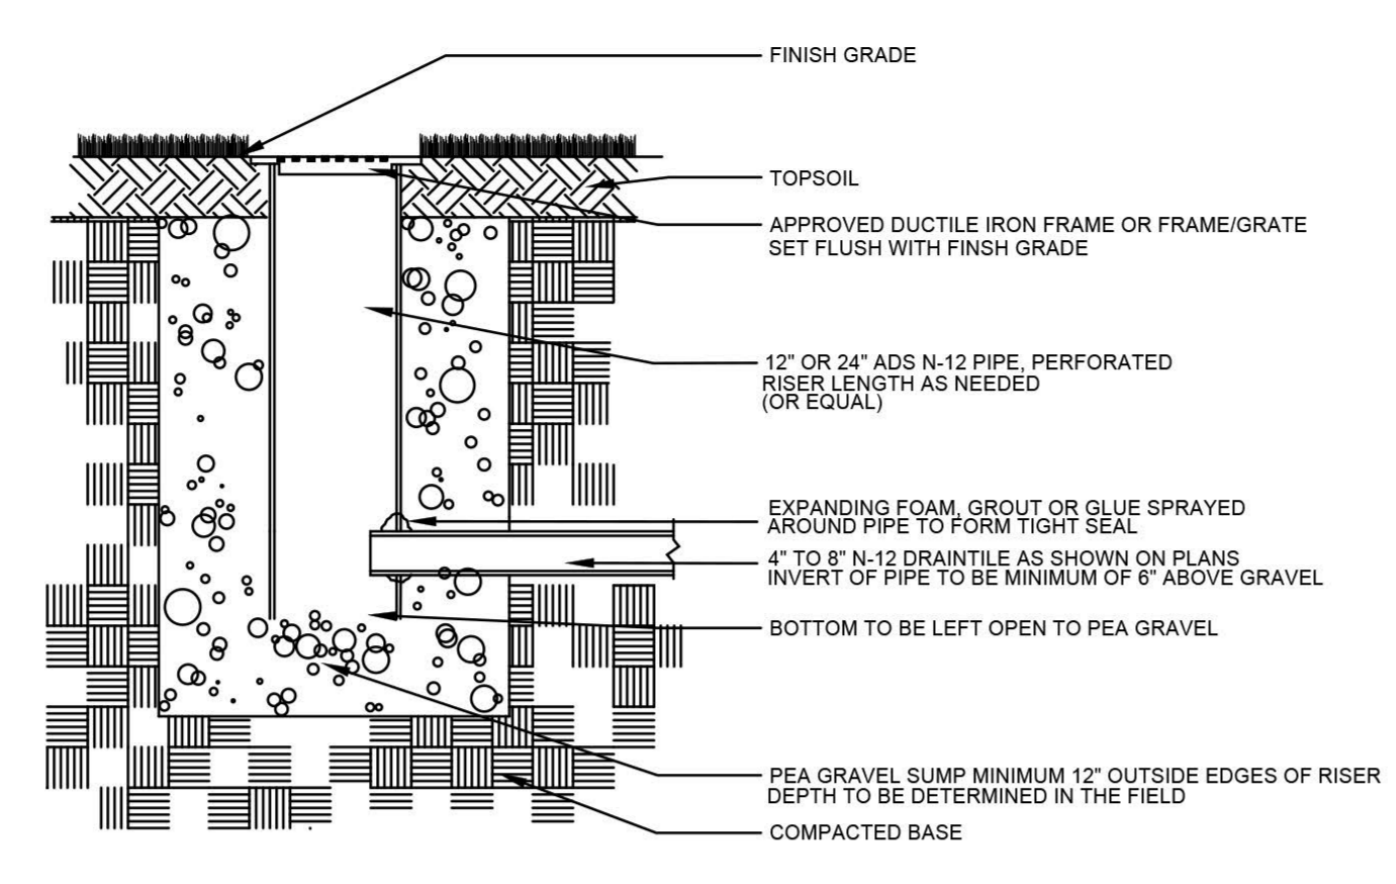 FINISH GRADE
TOPSOIL
APPROVED DUCTILE IRON FRAME OR FRAME/GRATE
SET FLUSH WITH FINSH GRADE
12" OR 24" ADS N-12 PIPE, PERFORATED
RISER LENGTH AS NEEDED
(OR EQUAL)
EXPANDING FOAM, GROUT OR GLUE SPRAYED
AROUND PIPE TO FORM TIGHT SEAL
4" TO 8" N-12 DRAINTILE AS SHOWN ON PLANS
INVERT OF PIPE TO BE MINIMUM OF 6" ABOVE GRAVEL
BOTTOM TO BE LEFT OPEN TO PEA GRAVEL
PEA GRAVEL SUMP MINIMUM 12" OUTSIDE EDGES OF RISER
DEPTH TO BE DETERMINED IN THE FIELD
COMPACTED BASE